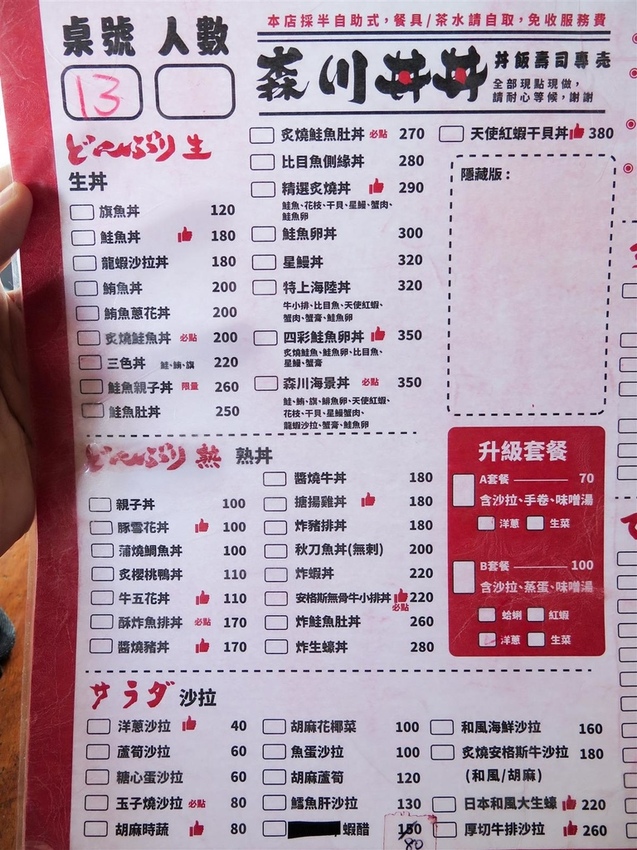 本店採半自助式，餐具/茶水請自取，免收服務費
桌號 人數
13
森川丼丼
丼飯壽司專売
全部現點現做，
請耐心等候，謝謝
どんぶり 生
生丼
旗魚丼 120
鮭魚丼 180
龍蝦沙拉丼 180
鮪魚丼 200
鮪魚蔥花丼 200
炙燒鮭魚丼 必點 200
三色丼 鮭、鮪、旗 220
鮭魚親子丼 限量 260
鮭魚肚丼 250
炙燒鮭魚肚丼 必點 270
比目魚側緣丼 280
精選炙燒丼 290
鮭魚、花枝、干貝、星鰻、蟹肉、
鮭魚卵
鮭魚卵丼 300
星鰻丼 320
特上海陸丼 320
牛小排、比目魚、天使紅蝦、
蟹肉、蟹膏、鮭魚卵
四彩鮭魚卵丼 350
炙燒鮭魚、鮭魚卵、比目魚、
星鰻、蟹膏
森川海景丼 必點 350
鮭、鮪、旗、鯡魚卵、天使紅蝦、
花枝、干貝、星鰻蟹肉、
龍蝦沙拉、蟹膏、鮭魚卵
天使紅蝦干貝丼 380
隱藏版：
どんぶり 熟
熟丼
親子丼 100
豚雪花丼 100
蒲燒鯛魚丼 100
炙櫻桃鴨丼 110
牛五花丼 110
酥炸魚排丼 必點 170
醬燒豬丼 170
醬燒牛丼 180
搪揚雞丼 180
炸豬排丼 180
秋刀魚丼(無刺) 200
炸蝦丼 220
安格斯無骨牛小排丼 220
必點
炸鮭魚肚丼 260
炸生蠔丼 280
升級套餐
A套餐 70
含沙拉、手卷、味噌湯
洋蔥 生菜
B套餐 100
含沙拉、蒸蛋、味噌湯
蛤蜊 紅蝦
洋蔥 生菜
サラダ 沙拉
洋蔥沙拉 40
蘆筍沙拉 60
糖心蛋沙拉 60
玉子燒沙拉 必點 80
胡麻時蔬 80
胡麻花椰菜 100
魚蛋沙拉 100
胡麻蘆筍 120
鱈魚肝沙拉 130
蝦醋 150
80
和風海鮮沙拉 160
炙燒安格斯牛沙拉 180
(和風/胡麻)
日本和風大生蠔 220
厚切牛排沙拉 260